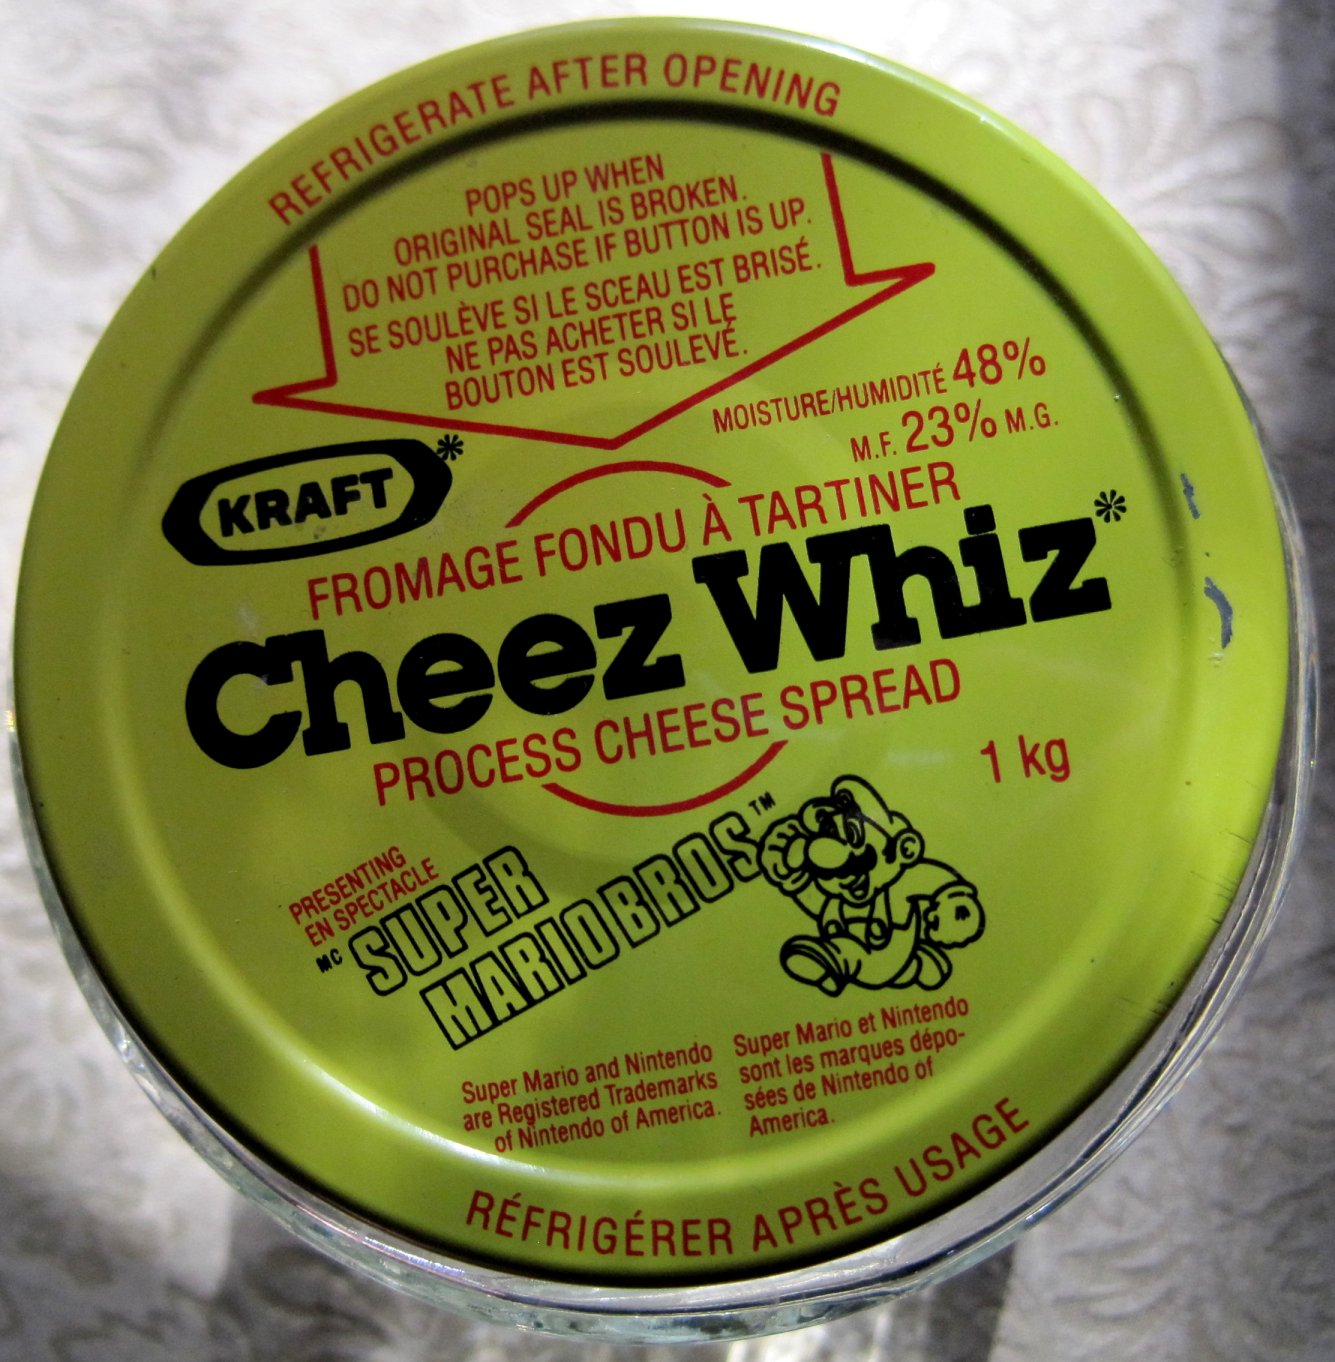 REFRIGERATE AFTER OPENING
POPS UP WHEN
ORIGINAL SEAL IS BROKEN.
DO NOT PURCHASE IF BUTTON IS UP.
SE SOULÈVE SI LE SCEAU EST BRISÉ.
NE PAS ACHETER SI LE
BOUTON EST SOULEVÉ.
MOISTURE/HUMIDITÉ 48%
M.F. 23% M.G.
KRAFT*
FROMAGE FONDU À TARTINER
Cheez Whiz*
PROCESS CHEESE SPREAD
1 kg
PRESENTING
EN SPECTACLE
MC SUPER
MARIO BROS™
Super Mario and Nintendo
are Registered Trademarks
of Nintendo of America.
Super Mario et Nintendo
sont les marques dépo-
sées de Nintendo of
America.
RÉFRIGÉRER APRÈS USAGE